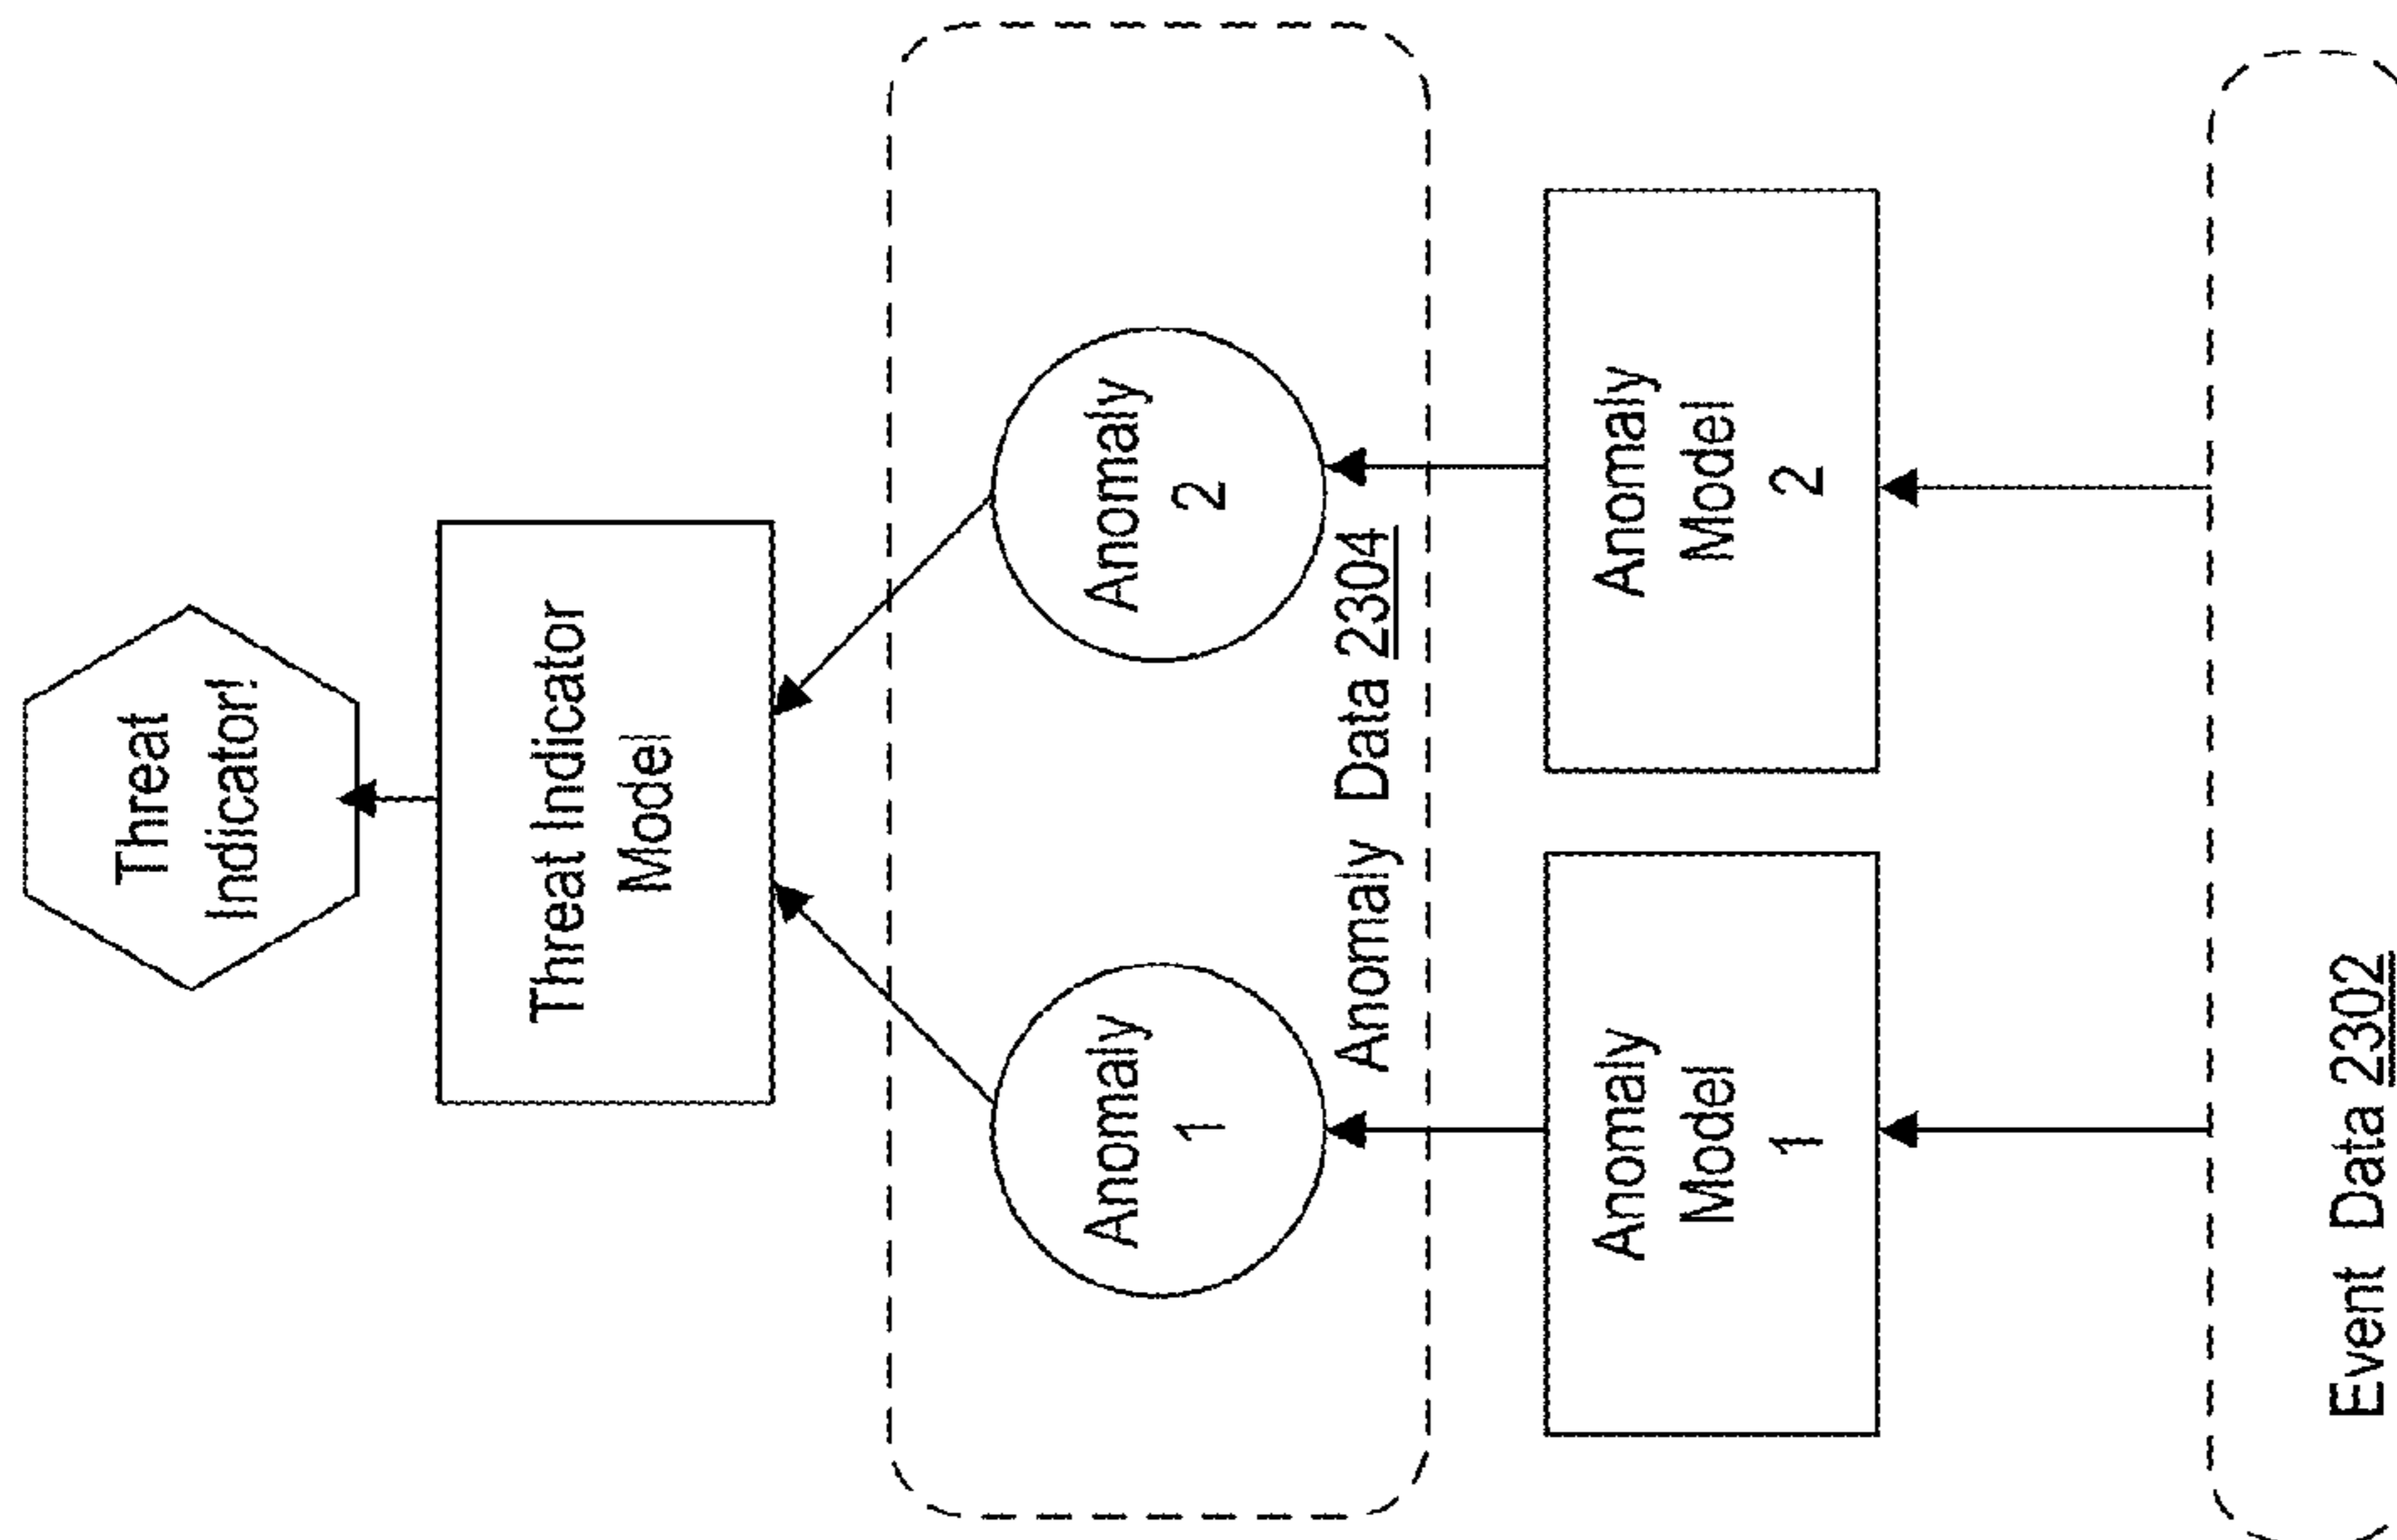 Threat
Indicator!
Threat Indicator
Model
Anomaly
1
Anomaly
2
Anomaly Data 2304
Anomaly
Model
1
Anomaly
Model
2
Event Data 2302